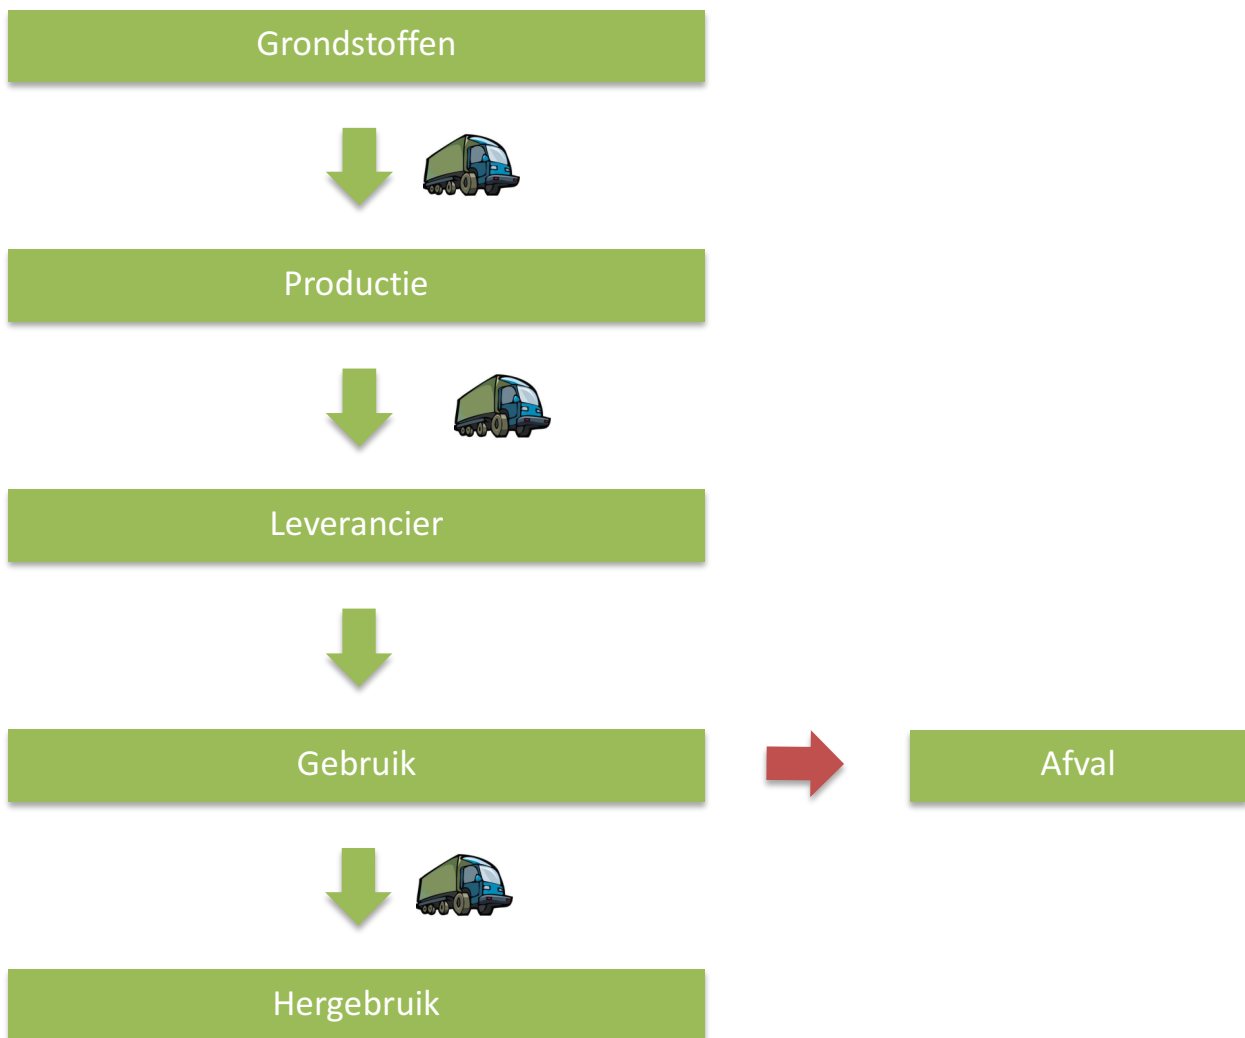 Grondstoffen
Productie
Leverancier
Gebruik
Afval
Hergebruik